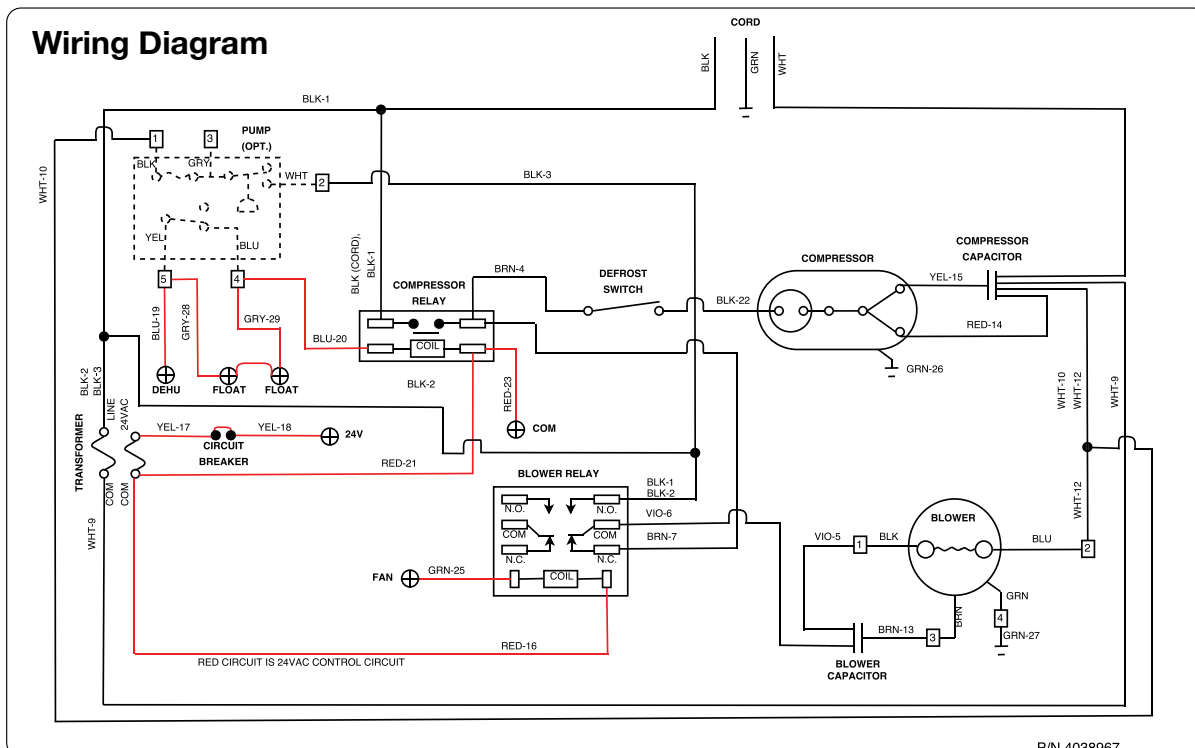 Wiring Diagram
CORD
BLK
GRN
WHT
BLK-1
1
3
PUMP
(OPT.)
BLK
GRY
WHT
2
BLK-3
WHT-10
YEL
BLU
5
4
BLK (CORD),
BLK-1
BRN-4
DEFROST
SWITCH
COMPRESSOR
COMPRESSOR
CAPACITOR
YEL-15
BLK-22
RED-14
COMPRESSOR
RELAY
COIL
BLU-19
GRY-28
GRY-29
BLU-20
DEHU
FLOAT
FLOAT
BLK-2
RED-23
COM
GRN-26
WHT-10
WHT-12
WHT-9
BLK-2
BLK-3
LINE
24VAC
TRANSFORMER
YEL-17
YEL-18
24V
CIRCUIT
BREAKER
COM
COM
WHT-9
RED-21
BLOWER RELAY
N.O.
COM
N.C.
N.O.
COM
N.C.
COIL
BLK-1
BLK-2
VIO-6
BRN-7
FAN
GRN-25
RED-16
RED CIRCUIT IS 24VAC CONTROL CIRCUIT
BLOWER
WHT-12
VIO-5
1
BLK
BLU
2
BRN
GRN
4
GRN-27
BRN-13
3
BLOWER
CAPACITOR
P/N 4038967